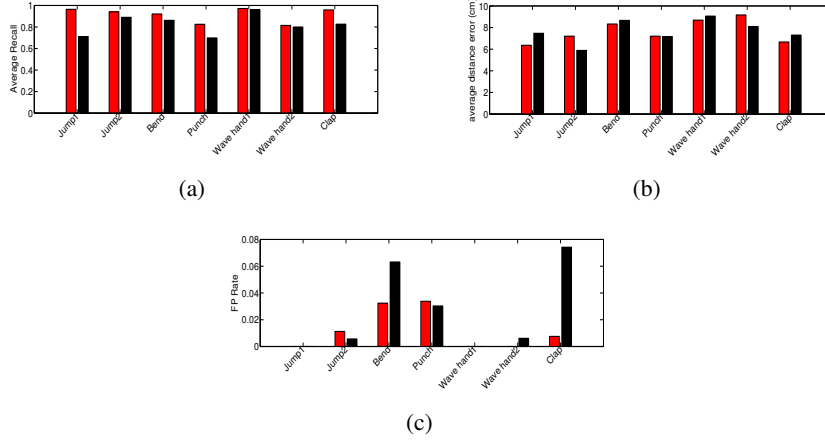 Average Recall
1
0.8
0.6
0.4
0.2
0
Jump1
Jump2
Bend
Punch
Wave hand1
Wave hand2
Clap
(a)
average distance error (cm)
10
8
6
4
2
0
Jump1
Jump2
Bend
Punch
Wave hand1
Wave hand2
Clap
(b)
FP Rate
0.08
0.06
0.04
0.02
0
Jump1
Jump2
Bend
Punch
Wave hand1
Wave hand2
Clap
(c)